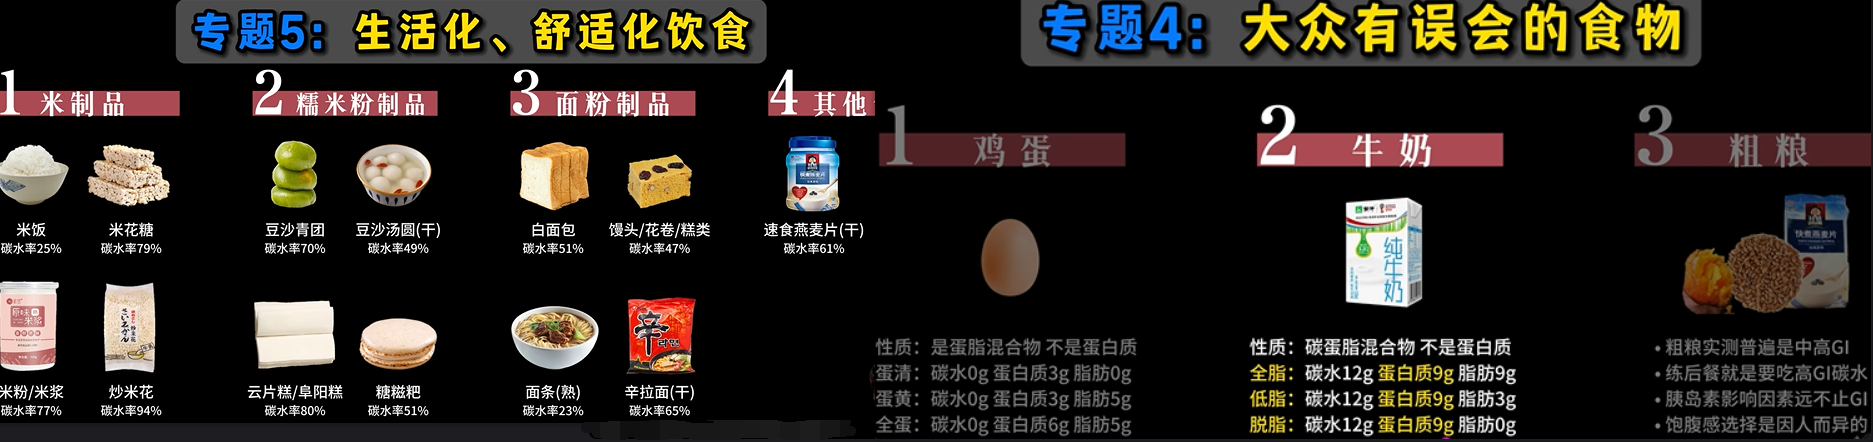 专题5：生活化、舒适化饮食
1 米制品
2 糯米粉制品
3 面粉制品
4 其他
米饭
碳水率25%
米花糖
碳水率79%
豆沙青团
碳水率70%
豆沙汤圆(干)
碳水率49%
白面包
碳水率51%
馒头/花卷/糕类
碳水率47%
速食燕麦片(干)
碳水率61%
原味
米浆
辛
라면
米粉/米浆
碳水率77%
炒米花
碳水率94%
云片糕/阜阳糕
碳水率80%
糖糍粑
碳水率51%
面条(熟)
碳水率23%
辛拉面(干)
碳水率65%
专题4：大众有误会的食物
1 鸡蛋
2 牛奶
3 粗粮
纯牛奶
快煮燕麦片
性质：是蛋脂混合物 不是蛋白质
蛋清：碳水0g 蛋白质3g 脂肪0g
蛋黄：碳水0g 蛋白质3g 脂肪5g
全蛋：碳水0g 蛋白质6g 脂肪5g
性质：碳蛋脂混合物 不是蛋白质
全脂：碳水12g 蛋白质9g 脂肪9g
低脂：碳水12g 蛋白质9g 脂肪3g
脱脂：碳水12g 蛋白质9g 脂肪0g
• 粗粮实测普遍是中高GI
• 练后餐就是要吃高GI碳水
• 胰岛素影响因素远不止GI
• 饱腹感选择是因人而异的